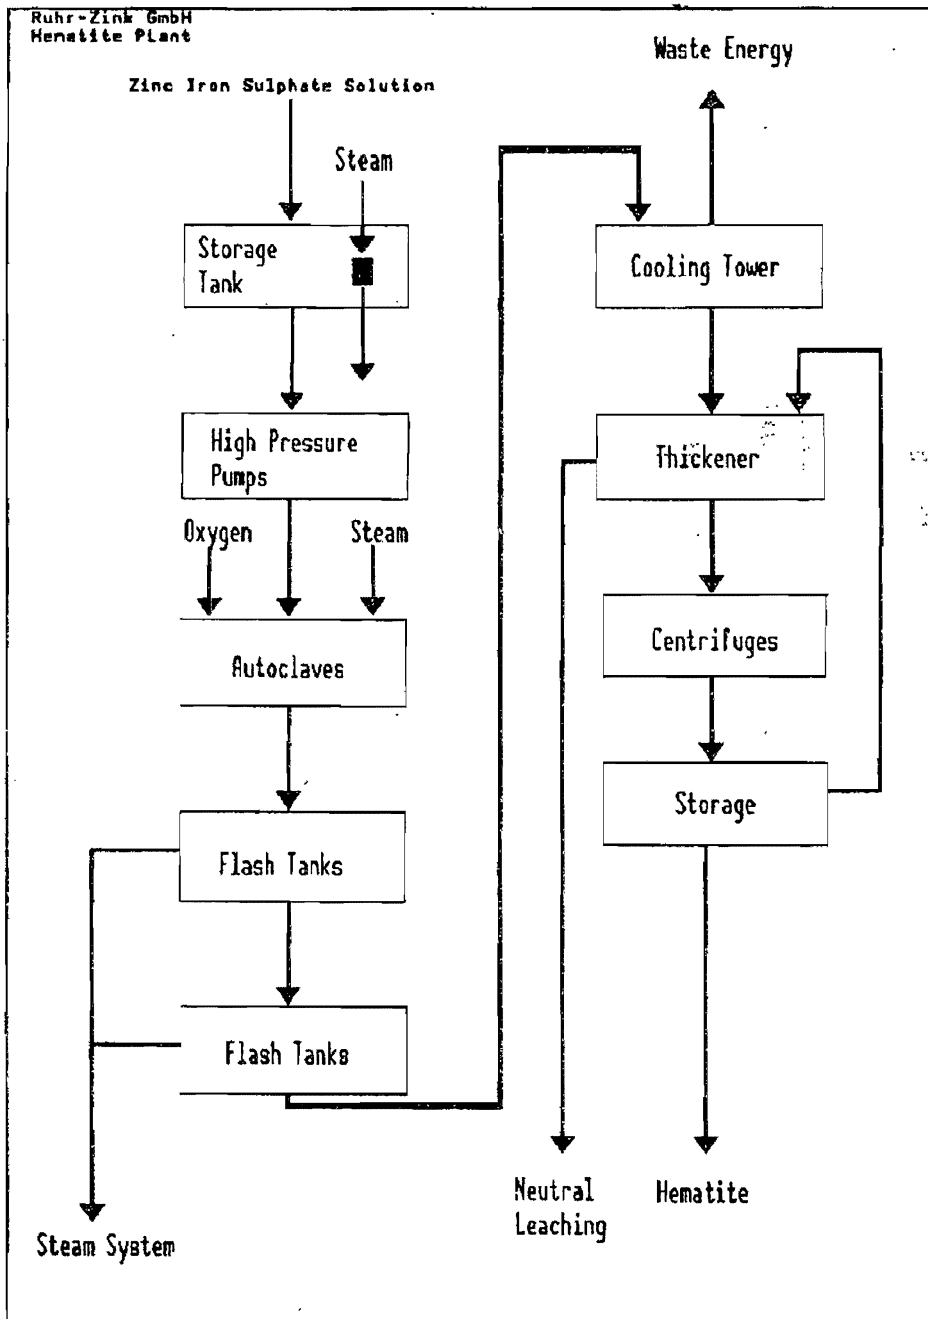 Ruhr-Zink GmbH
Hematite Plant
Zinc Iron Sulphate Solution
Steam
Storage
Tank
High Pressure
Pumps
Oxygen
Steam
Autoclaves
Flash Tanks
Flash Tanks
Steam System
Waste Energy
Cooling Tower
Thickener
Centrifuges
Storage
Neutral
Leaching
Hematite